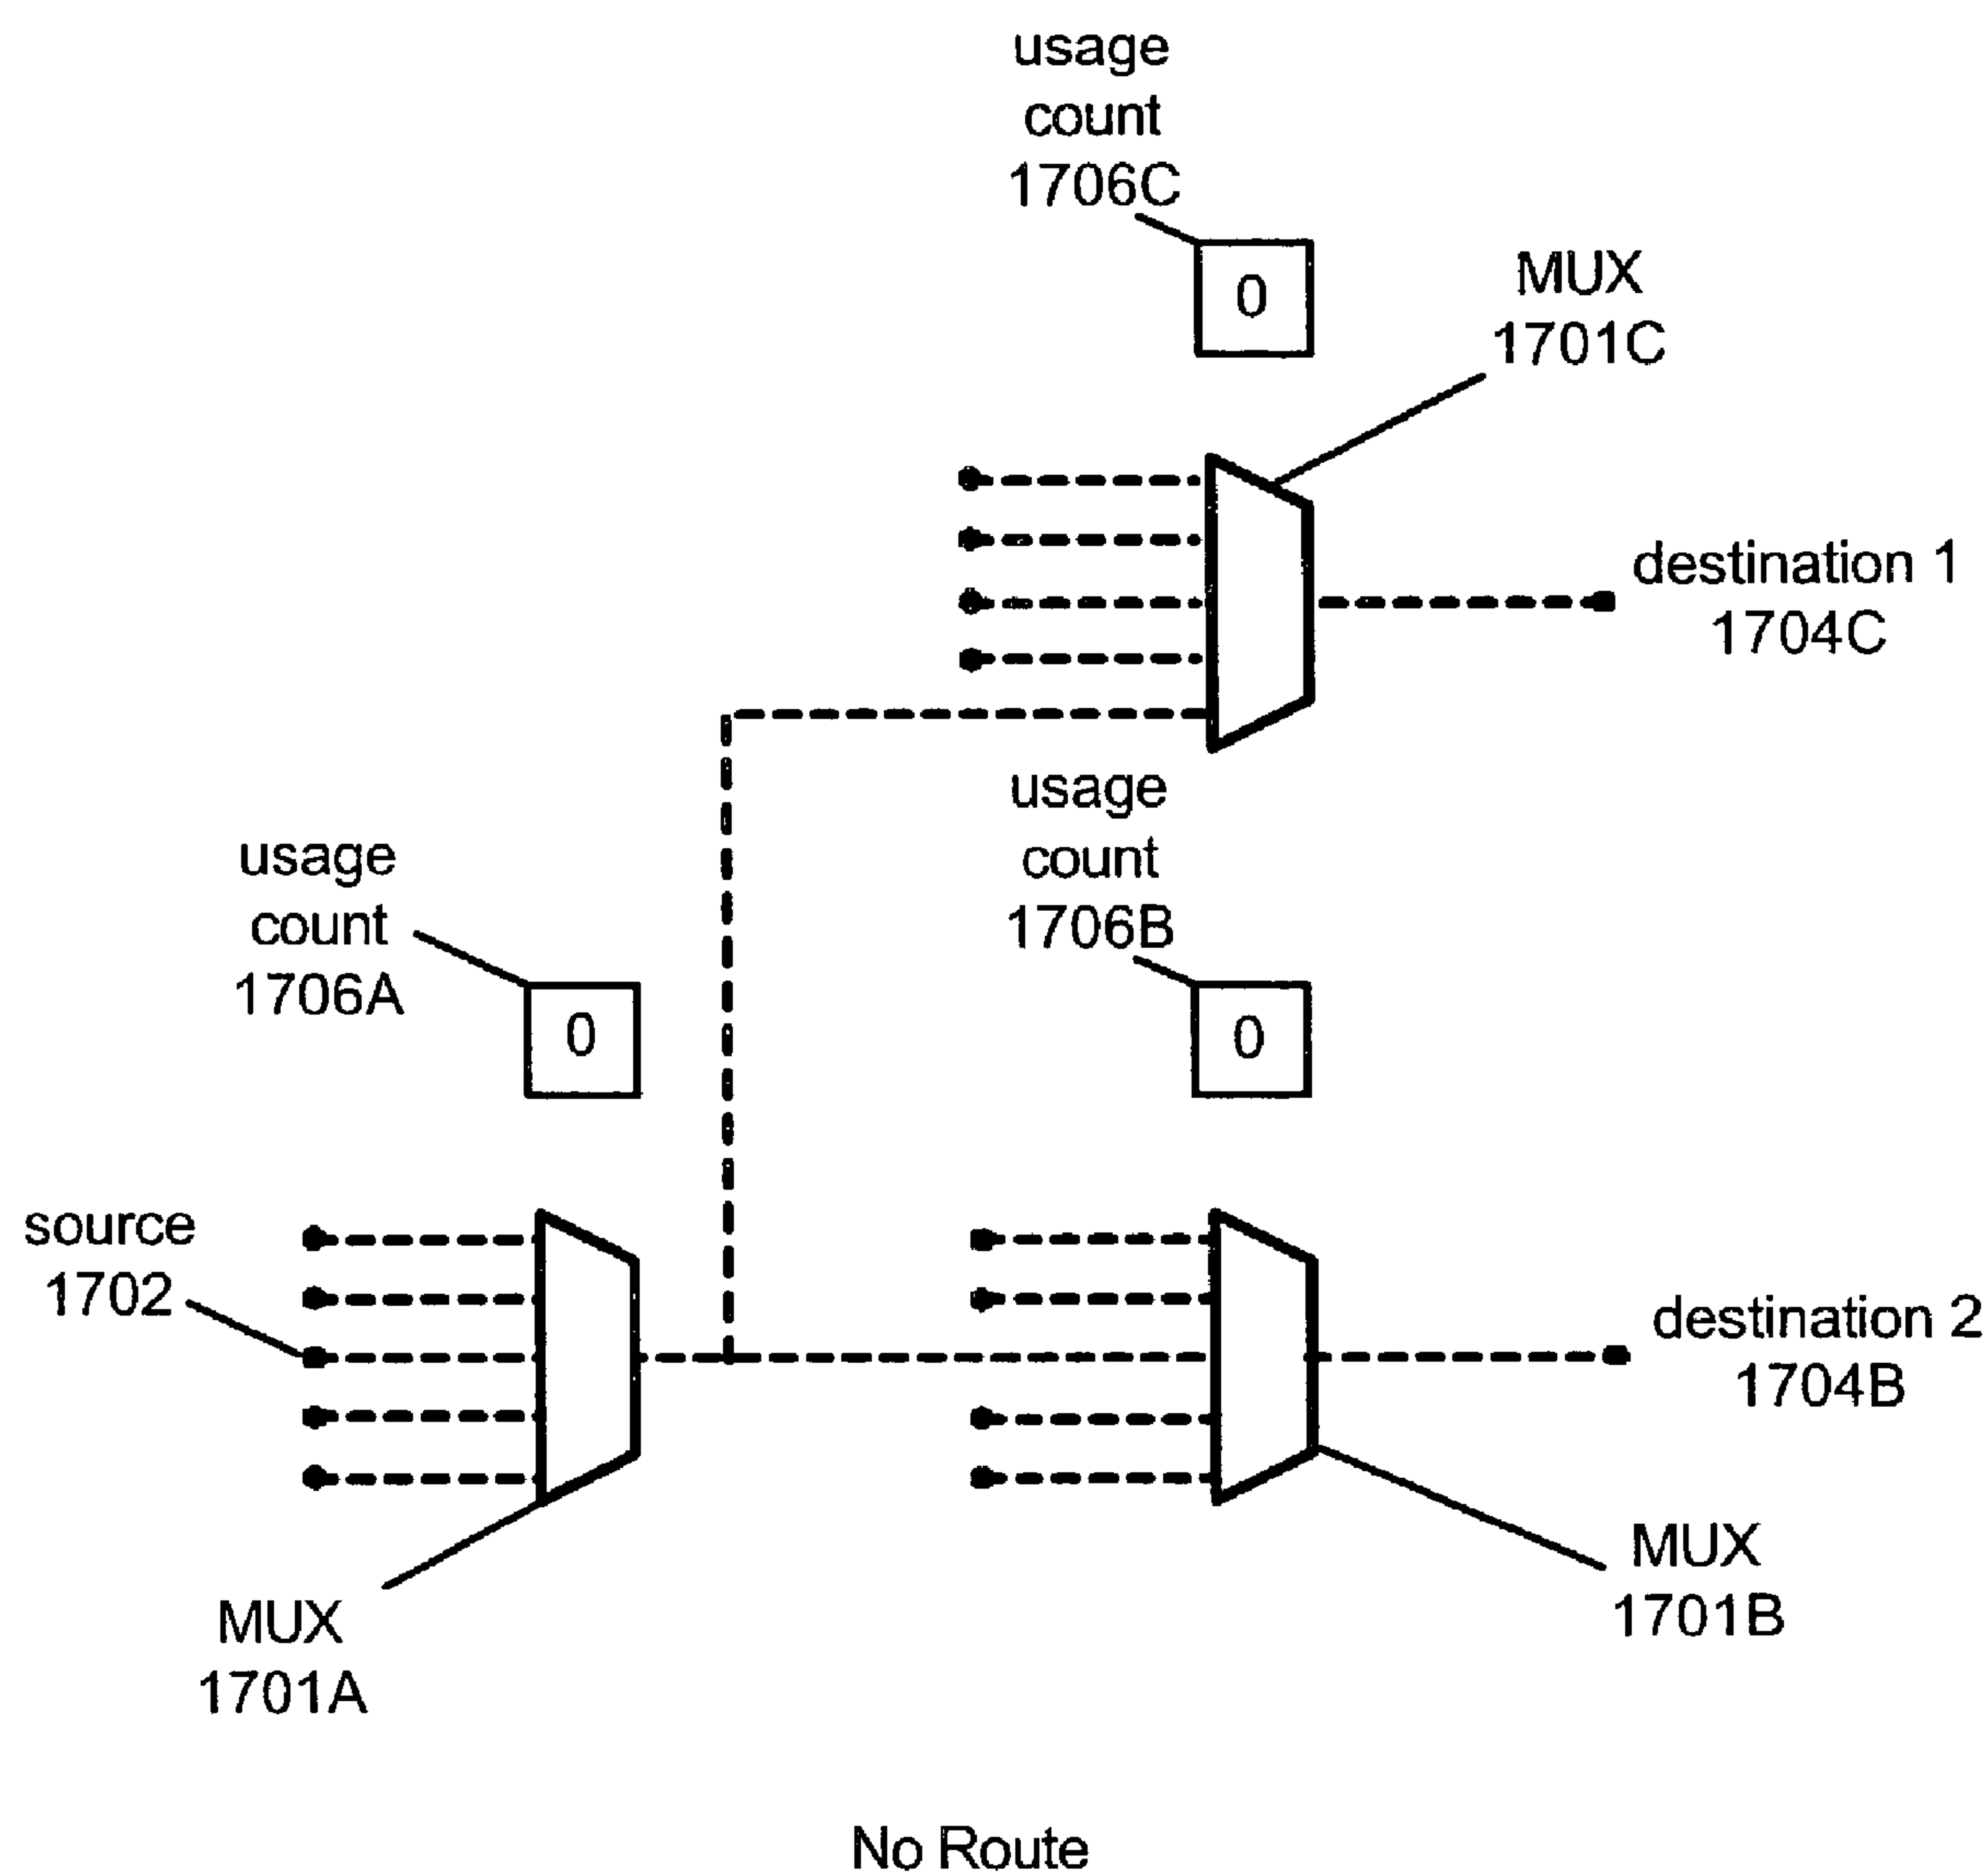 usage
count
1706C
0
MUX
1701C
destination 1
1704C
usage
count
1706B
0
usage
count
1706A
0
source
1702
destination 2
1704B
MUX
1701A
MUX
1701B
No Route